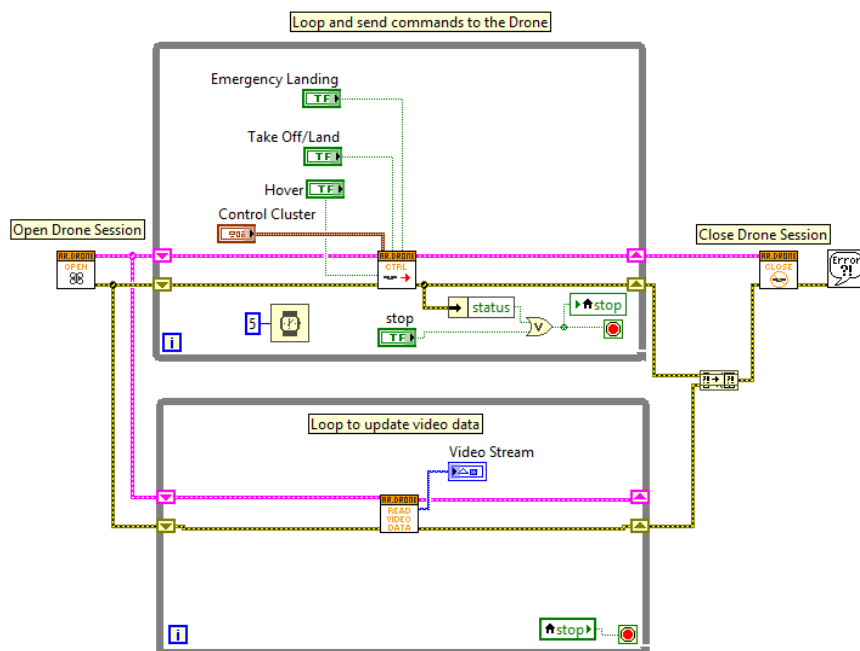 Loop and send commands to the Drone
Emergency Landing
TF
Take Off/Land
TF
Hover
TF
Control Cluster
Open Drone Session
Close Drone Session
AR.DRONE
OPEN
AR.DRONE
CTRL
AR.DRONE
CLOSE
Error
?!
status
stop
5
stop
TF
V
i
?! ?!
Loop to update video data
Video Stream
AR.DRONE
READ
VIDEO
DATA
i
stop